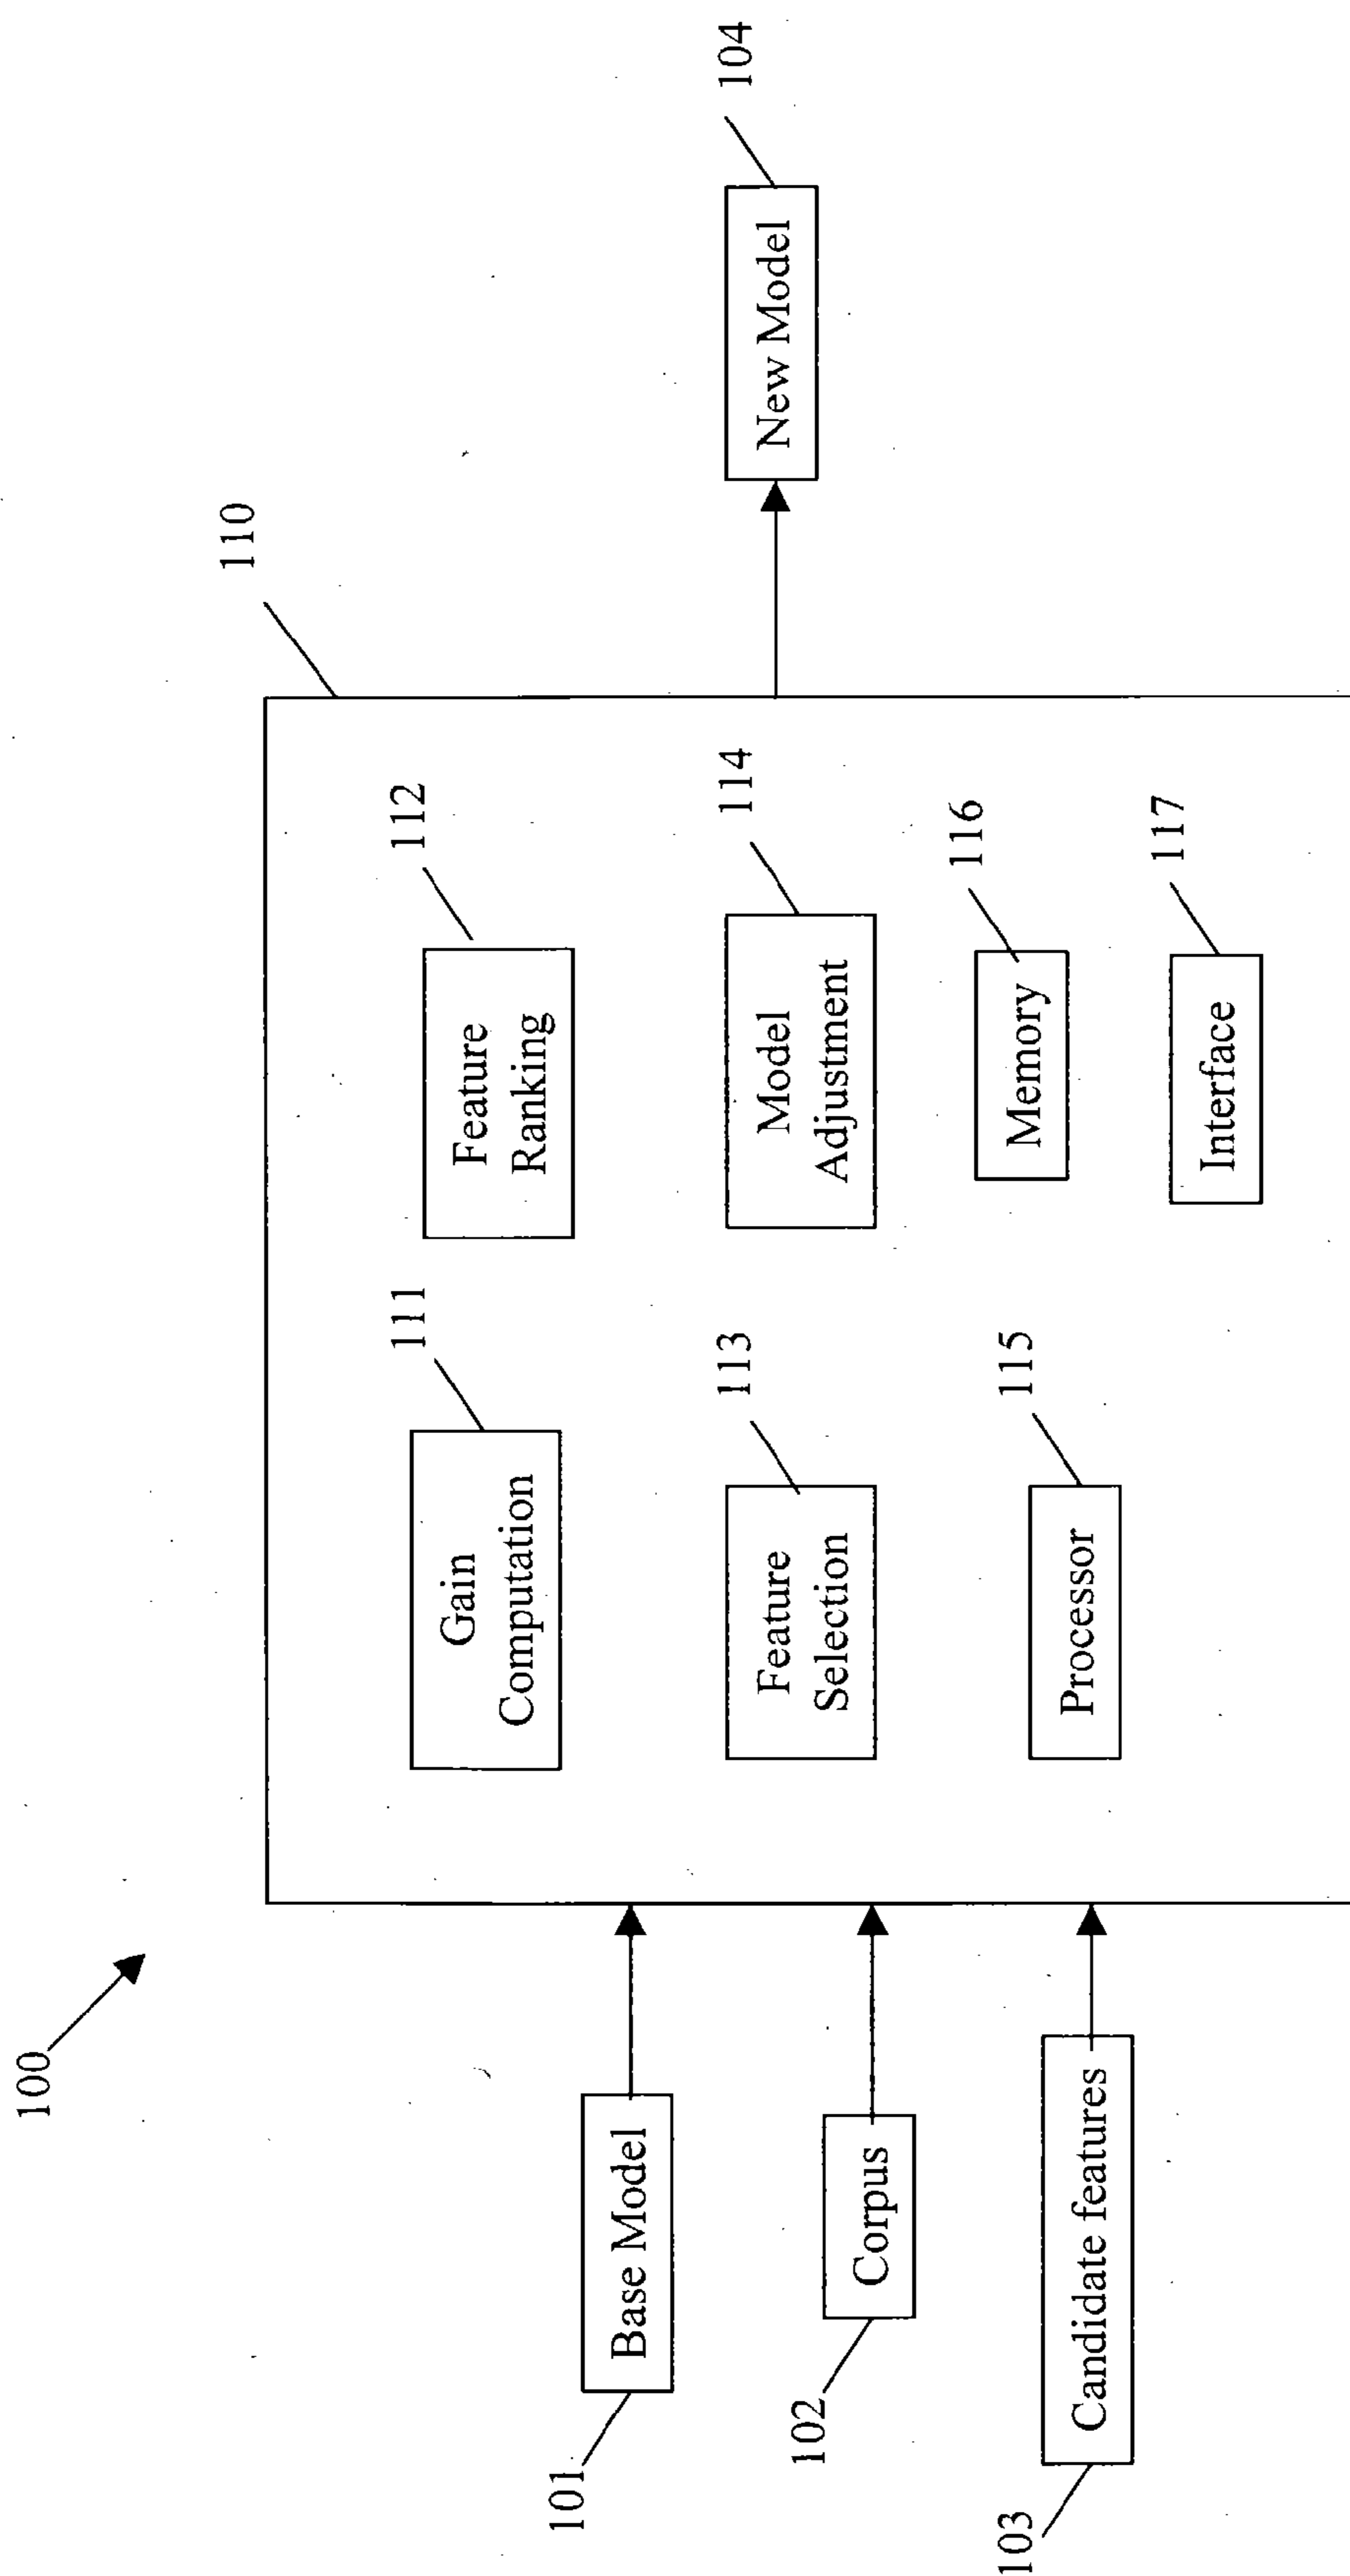 100
110
111
112
Gain
Computation
Feature
Ranking
101
Base Model
113
114
Feature
Selection
Model
Adjustment
104
New Model
102
Corpus
115
116
Processor
Memory
103
Candidate features
117
Interface